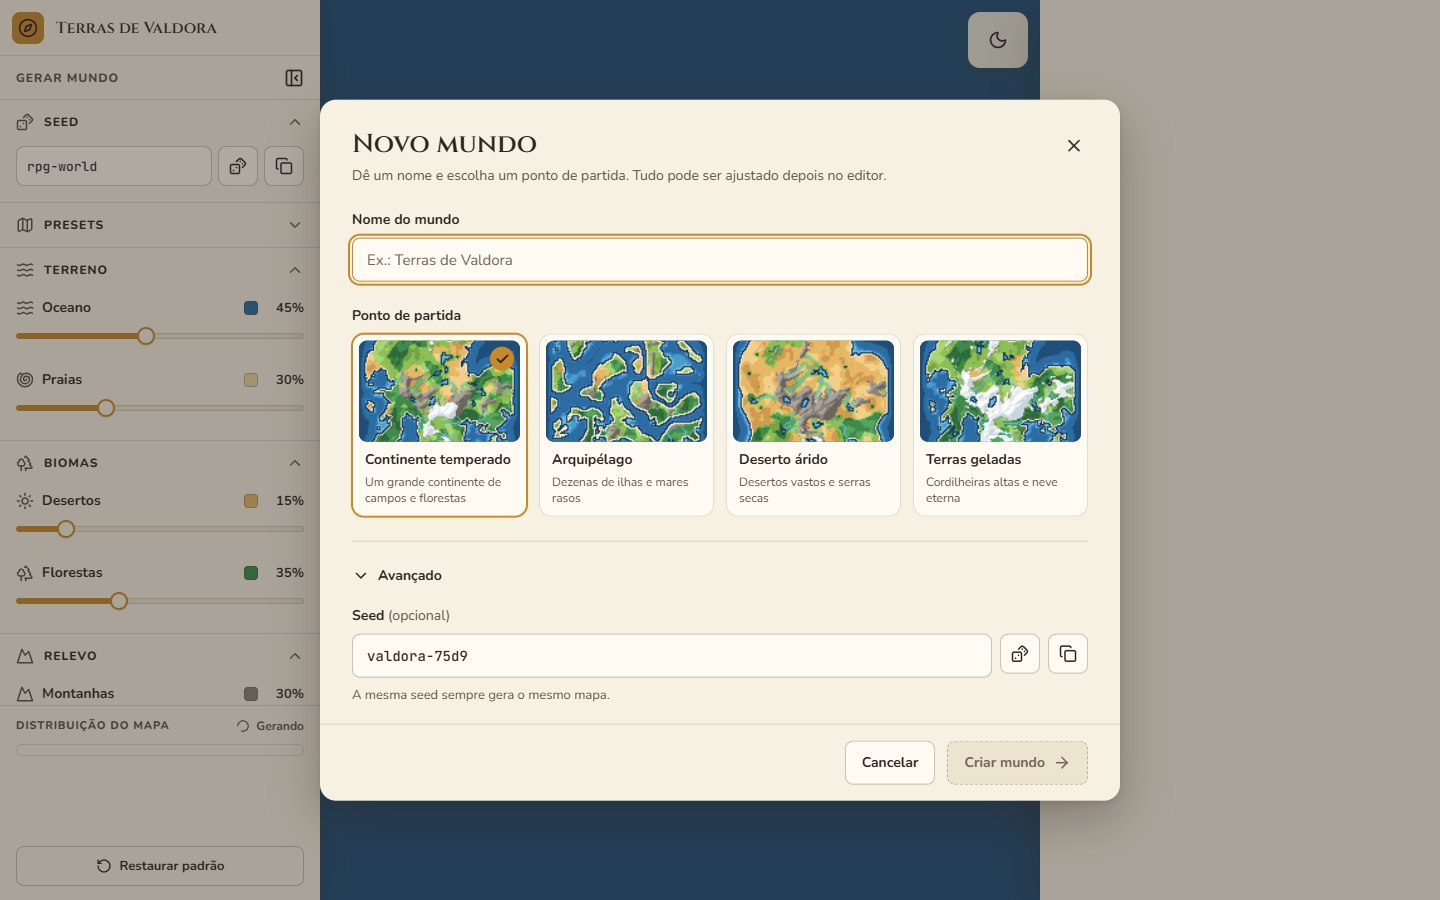 Terras de Valdora
GERAR MUNDO
SEED
rpg-world
PRESETS
TERRENO
Oceano 45%
Praias 30%
BIOMAS
Desertos 15%
Florestas 35%
RELEVO
Montanhas 30%
DISTRIBUIÇÃO DO MAPA Gerando
Restaurar padrão
Novo mundo
Dê um nome e escolha um ponto de partida. Tudo pode ser ajustado depois no editor.
Nome do mundo
Ex.: Terras de Valdora
Ponto de partida
Continente temperado
Um grande continente de
campos e florestas
Arquipélago
Dezenas de ilhas e mares
rasos
Deserto árido
Desertos vastos e serras
secas
Terras geladas
Cordilheiras altas e neve
eterna
Avançado
Seed (opcional)
valdora-75d9
A mesma seed sempre gera o mesmo mapa.
Cancelar
Criar mundo